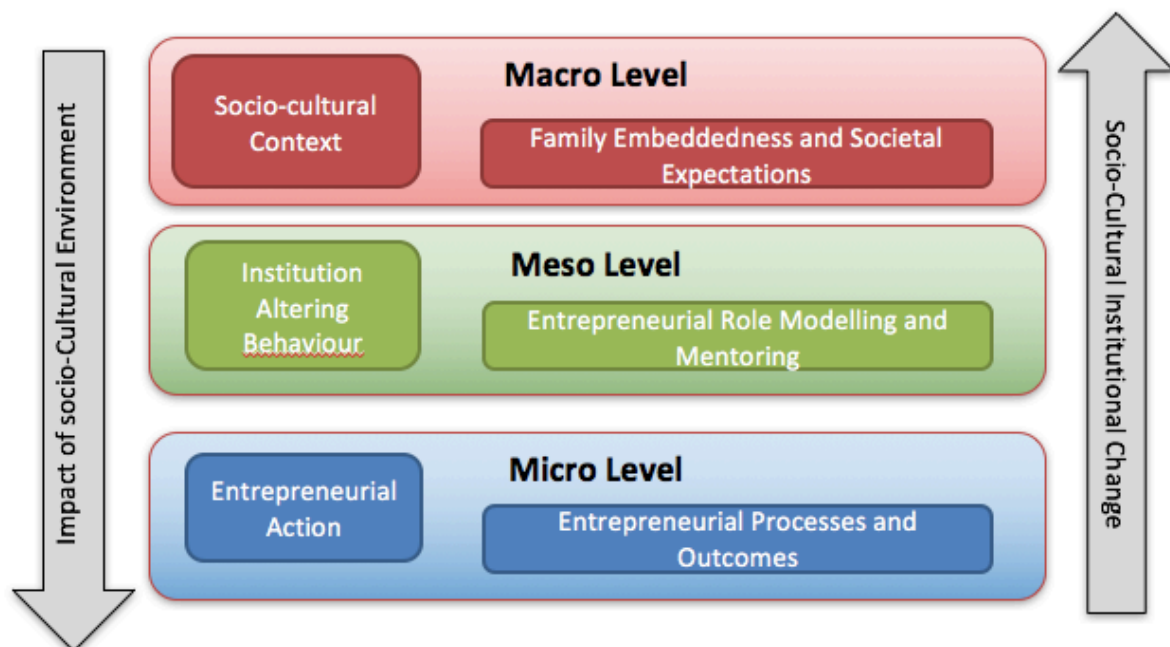 Impact of socio-Cultural Environment
Socio-cultural
Context
Macro Level
Family Embeddedness and Societal
Expectations
Institution
Altering
Behaviour
Meso Level
Entrepreneurial Role Modelling and
Mentoring
Entrepreneurial
Action
Micro Level
Entrepreneurial Processes and
Outcomes
Socio-Cultural Institutional Change